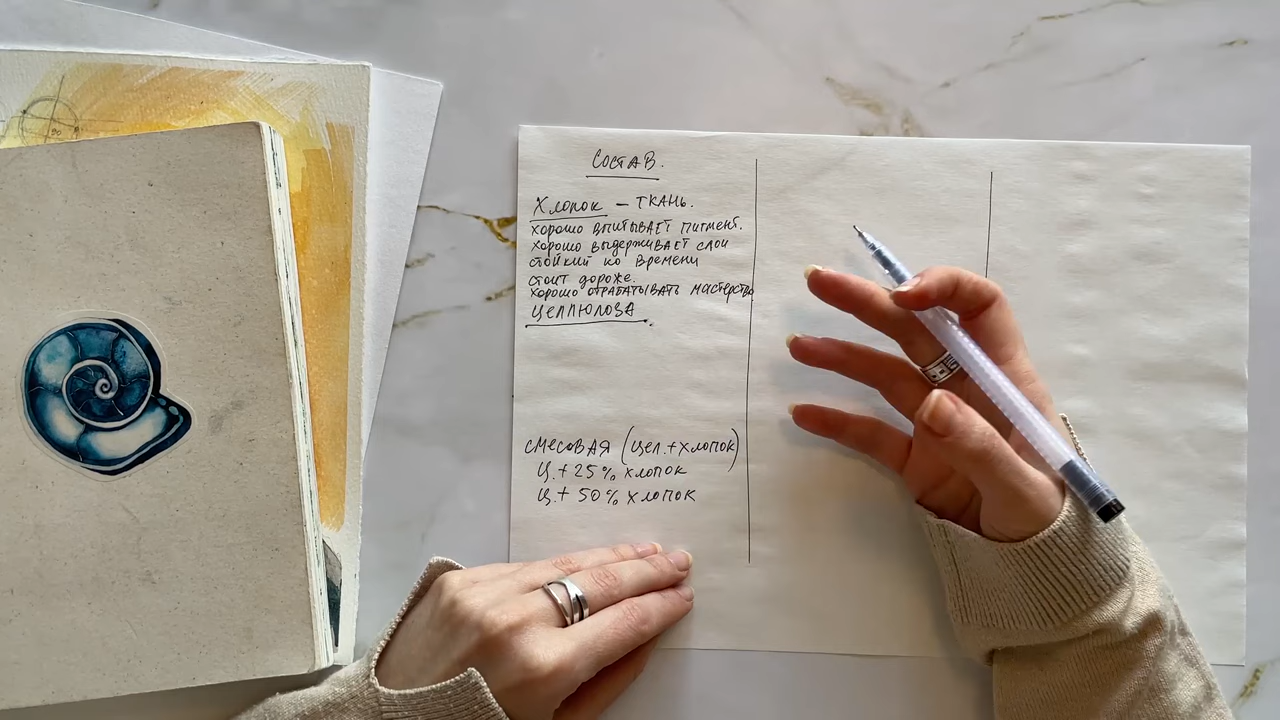 СОСТАВ.
ХЛОПОК – ТКАНЬ.
ХОРОШО ВПИТЫВАЕТ ПИГМЕНТ.
ХОРОШО ВЫДЕРЖИВАЕТ СЛОИ
СТОЙКИЙ КО ВРЕМЕНИ
СТОИТ ДОРОЖЕ.
ХОРОШО ОТРАБАТЫВАТЬ МАСТЕРСТВО
ЦЕЛЛЮЛОЗА.
СМЕСОВАЯ (ЦЕЛ.+ХЛОПОК)
Ц.+ 25% ХЛОПОК
Ц.+ 50% ХЛОПОК
90